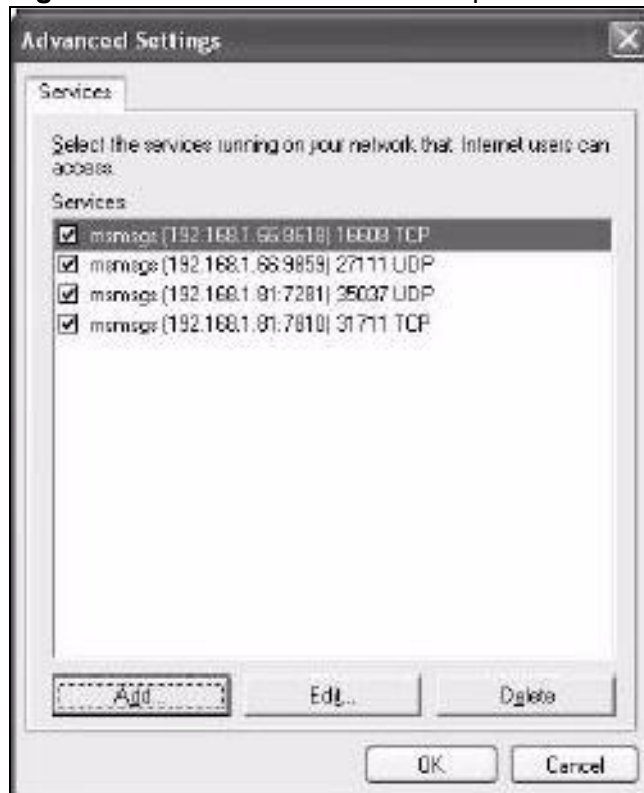 Advanced Settings
Services
Select the services running on your network that Internet users can
access.
Services
msmsgs (192.168.1.66:9618) 16608 TCP
msmsgs (192.168.1.66:9859) 27111 UDP
msmsgs (192.168.1.81:7281) 35037 UDP
msmsgs (192.168.1.81:7810) 31711 TCP
Add...
Edit...
Delete
OK
Cancel